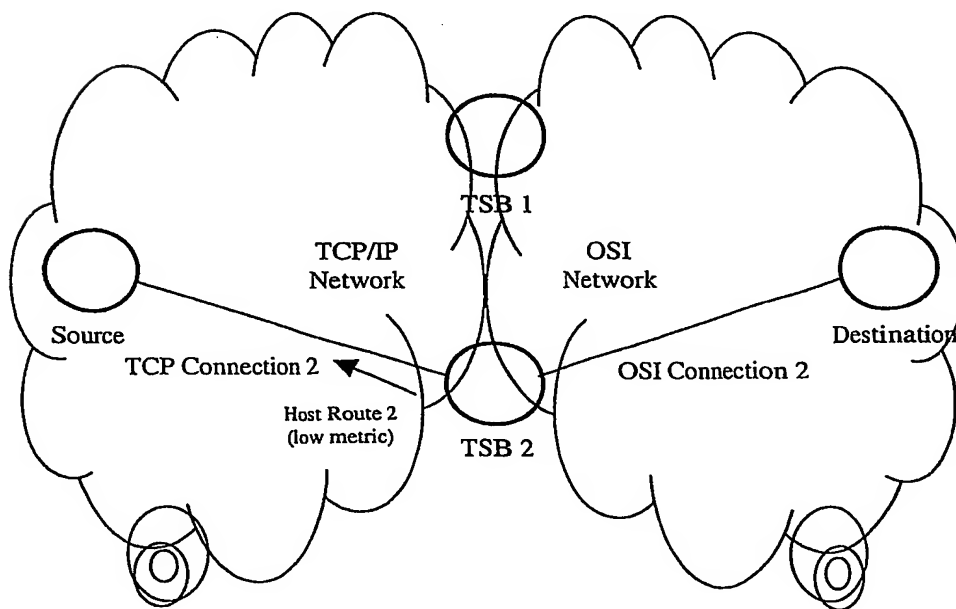 TSB 1
TCP/IP
Network
OSI
Network
Source
Destination
TCP Connection 2
OSI Connection 2
Host Route 2
(low metric)
TSB 2